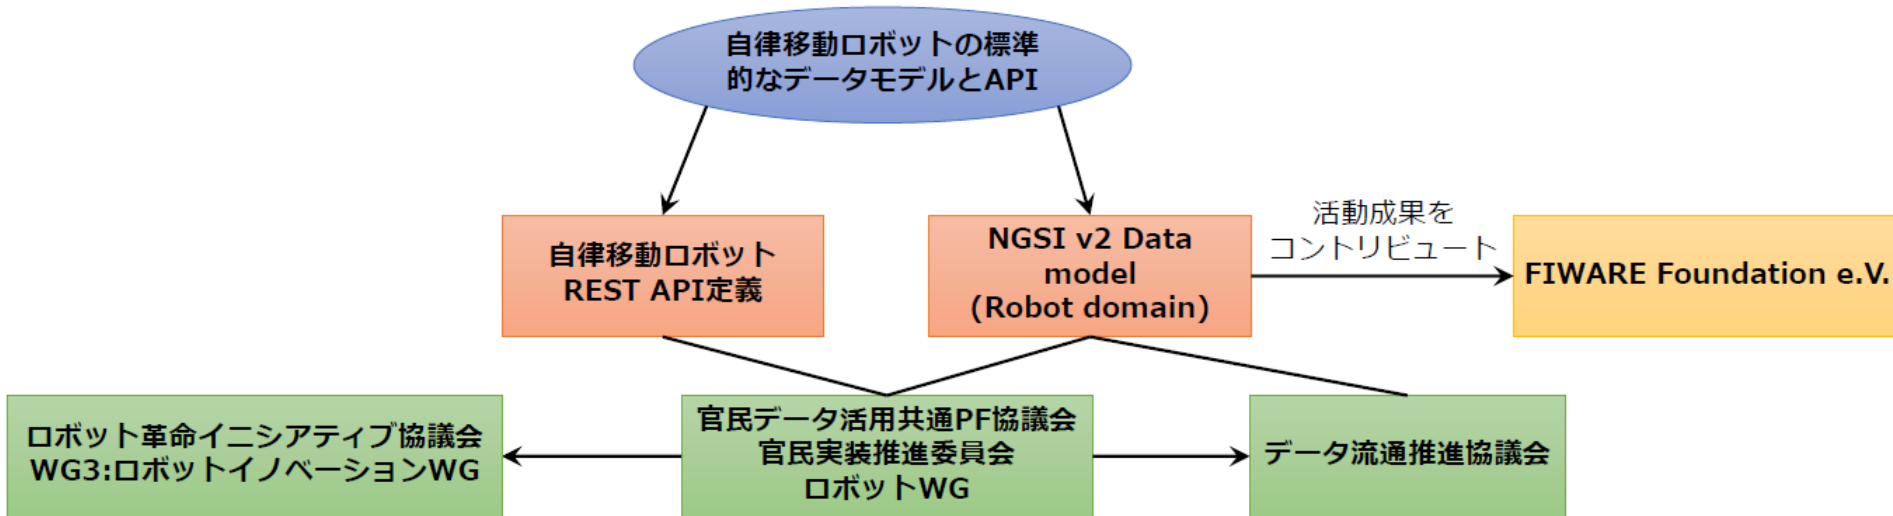 自律移動ロボットの標準
的なデータモデルとAPI
自律移動ロボット
REST API定義
NGSI v2 Data
model
(Robot domain)
活動成果を
コントリビュート
FIWARE Foundation e.V.
ロボット革命イニシアティブ協議会
WG3:ロボットイノベーションWG
官民データ活用共通PF協議会
官民実装推進委員会
ロボットWG
データ流通推進協議会